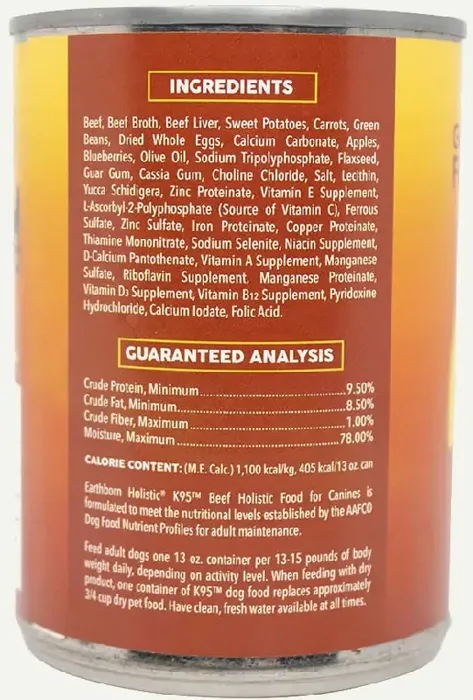 INGREDIENTS
Beef, Beef Broth, Beef Liver, Sweet Potatoes, Carrots, Green
Beans, Dried Whole Eggs, Calcium Carbonate, Apples,
Blueberries, Olive Oil, Sodium Tripolyphosphate, Flaxseed,
Guar Gum, Cassia Gum, Choline Chloride, Salt, Lecithin,
Yucca Schidigera, Zinc Proteinate, Vitamin E Supplement,
L-Ascorbyl-2-Polyphosphate (Source of Vitamin C), Ferrous
Sulfate, Zinc Sulfate, Iron Proteinate, Copper Proteinate,
Thiamine Mononitrate, Sodium Selenite, Niacin Supplement,
D-Calcium Pantothenate, Vitamin A Supplement, Manganese
Sulfate, Riboflavin Supplement, Manganese Proteinate,
Vitamin D3 Supplement, Vitamin B12 Supplement, Pyridoxine
Hydrochloride, Calcium Iodate, Folic Acid.
GUARANTEED ANALYSIS
Crude Protein, Minimum..............................9.50%
Crude Fat, Minimum..............................8.50%
Crude Fiber, Maximum..............................1.00%
Moisture, Maximum..............................78.00%
CALORIE CONTENT: (M.E. Calc.) 1,100 kcal/kg, 405 kcal/13 oz. can
Earthborn Holistic® K95™ Beef Holistic Food for Canines is
formulated to meet the nutritional levels established by the AAFCO
Dog Food Nutrient Profiles for adult maintenance.
Feed adult dogs one 13 oz. container per 13-15 pounds of body
weight daily, depending on activity level. When feeding with dry
product, one container of K95™ dog food replaces approximately
3/4 cup dry pet food. Have clean, fresh water available at all times.